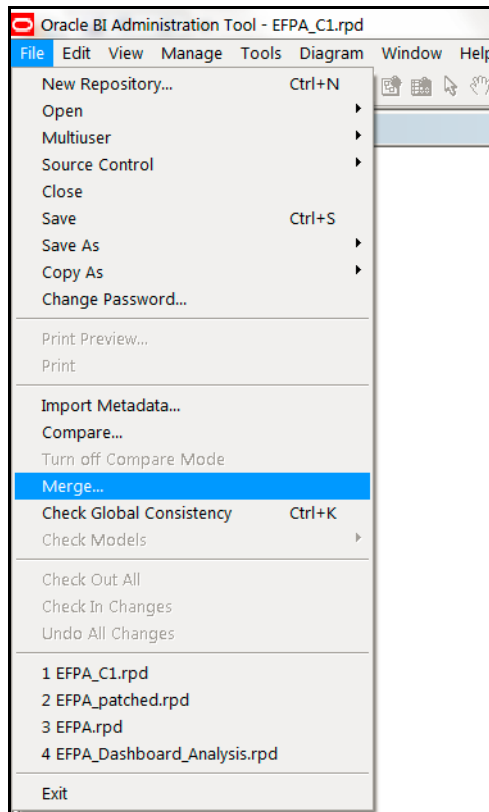 Oracle BI Administration Tool - EFPA_C1.rpd
File Edit View Manage Tools Diagram Window Help
New Repository... Ctrl+N
Open
Multiuser
Source Control
Close
Save Ctrl+S
Save As
Copy As
Change Password...
Print Preview...
Print
Import Metadata...
Compare...
Turn off Compare Mode
Merge...
Check Global Consistency Ctrl+K
Check Models
Check Out All
Check In Changes
Undo All Changes
1 EFPA_C1.rpd
2 EFPA_patched.rpd
3 EFPA.rpd
4 EFPA_Dashboard_Analysis.rpd
Exit